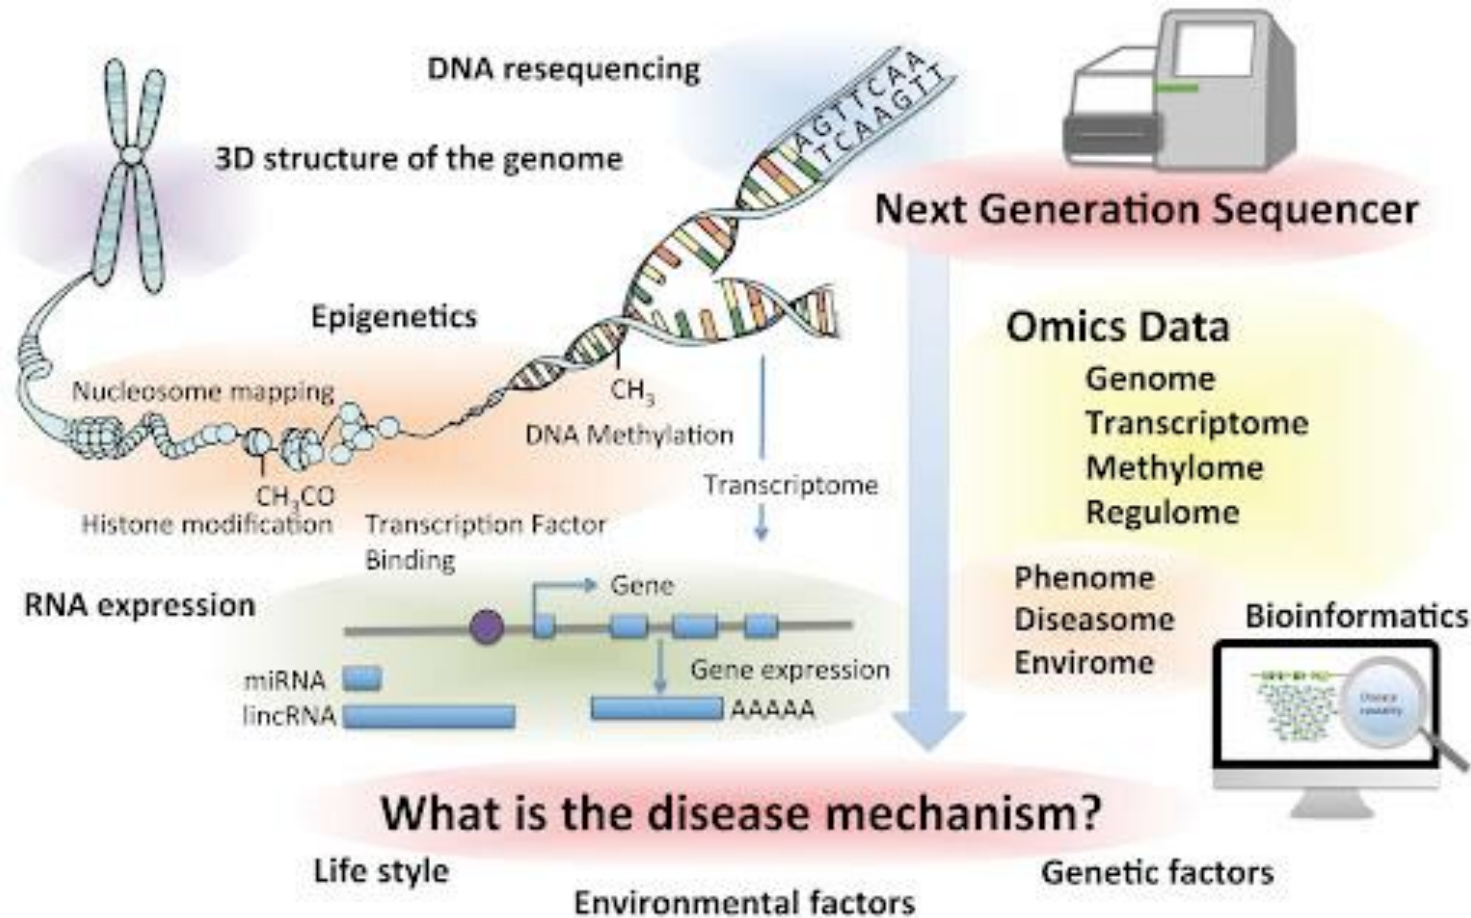 DNA resequencing
AGTTCAA
TCAAGTT
3D structure of the genome
Next Generation Sequencer
Epigenetics
Nucleosome mapping
CH3
DNA Methylation
CH3CO
Histone modification
Transcription Factor
Binding
Transcriptome
Omics Data
Genome
Transcriptome
Methylome
Regulome
Phenome
Diseasome
Envirome
Bioinformatics
Disease
RNA expression
Gene
Gene expression
miRNA
lincRNA
AAAAA
What is the disease mechanism?
Life style
Environmental factors
Genetic factors